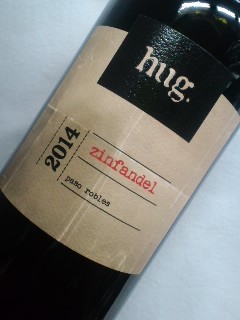 hug.
2014
zinfandel
paso robles